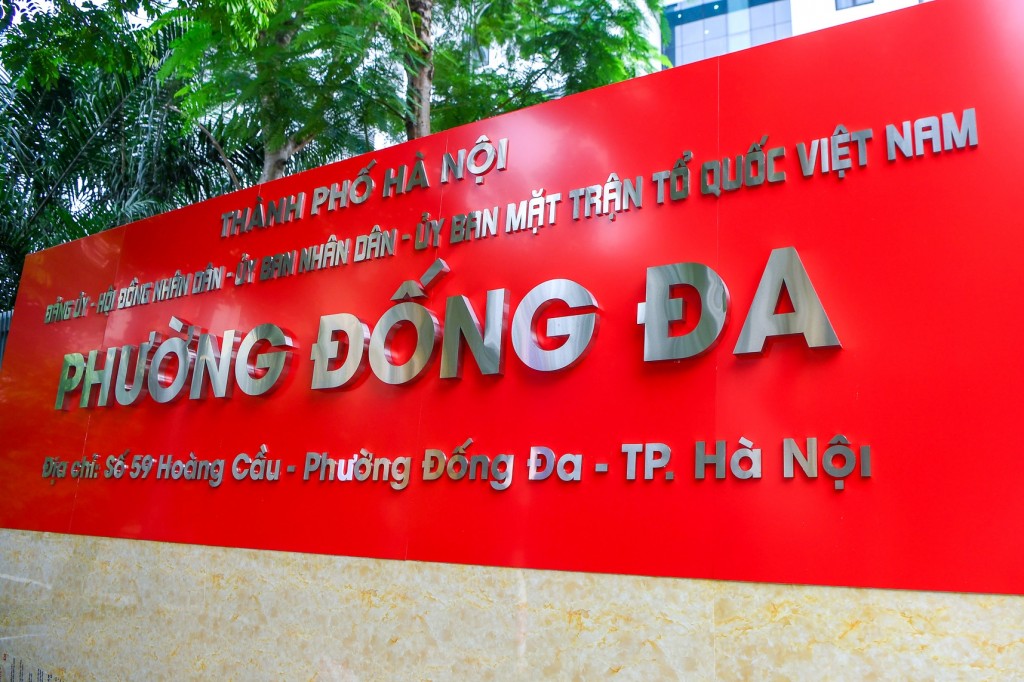 THÀNH PHỐ HÀ NỘI
ĐẢNG ỦY - HỘI ĐỒNG NHÂN DÂN - ỦY BAN NHÂN DÂN - ỦY BAN MẶT TRẬN TỔ QUỐC VIỆT NAM
PHƯỜNG ĐỐNG ĐA
Địa chỉ: Số 59 Hoàng Cầu - Phường Đống Đa - TP. Hà Nội